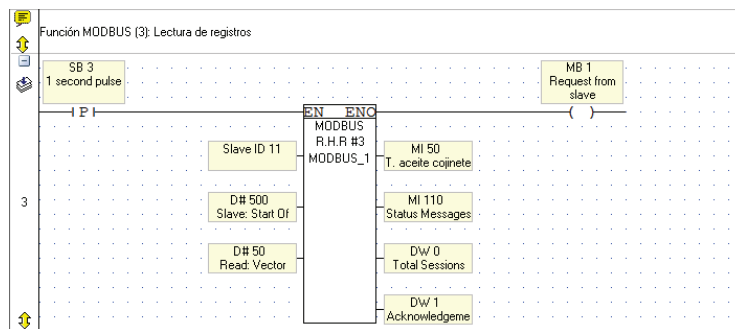 Función MODBUS (3): Lectura de registros
SB 3
1 second pulse
P
MB 1
Request from
slave
EN ENO
MODBUS
R.H.R #3
MODBUS_1
Slave ID 11
MI 50
T. aceite cojinete
D# 500
Slave: Start Of
MI 110
Status Messages
3
D# 50
Read: Vector
DW 0
Total Sessions
DW 1
Acknowledgeme